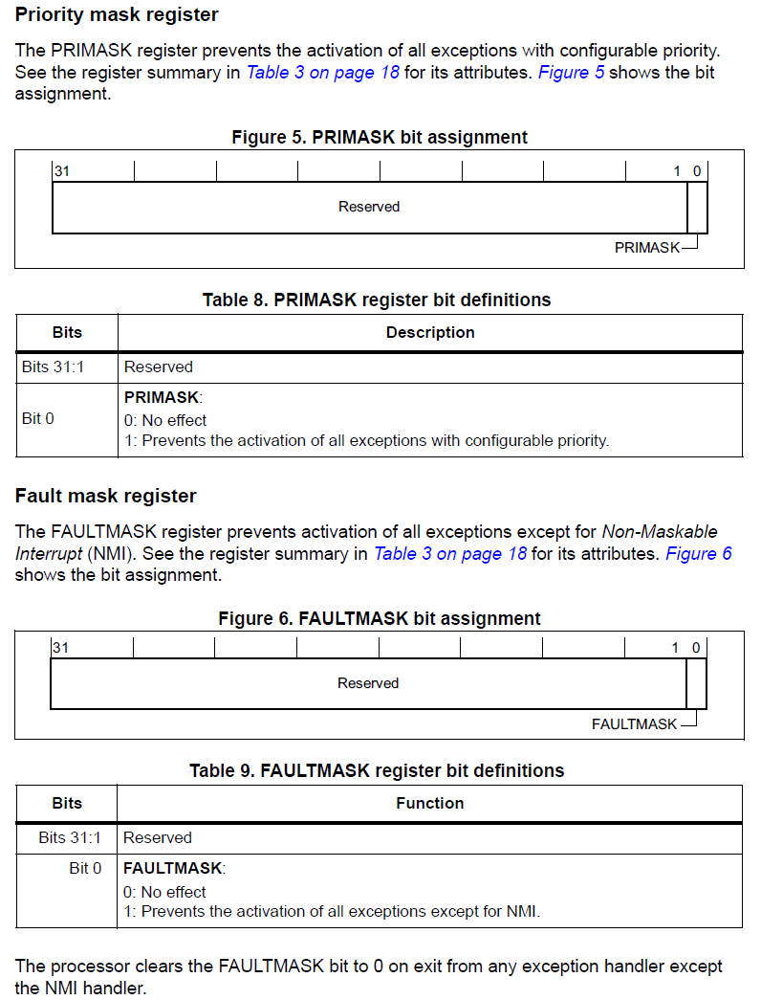 Priority mask register
The PRIMASK register prevents the activation of all exceptions with configurable priority.
See the register summary in Table 3 on page 18 for its attributes. Figure 5 shows the bit
assignment.
Figure 5. PRIMASK bit assignment
31 1 0
Reserved
PRIMASK
Table 8. PRIMASK register bit definitions
Bits Description
Bits 31:1 Reserved
PRIMASK:
Bit 0 0: No effect
1: Prevents the activation of all exceptions with configurable priority.
Fault mask register
The FAULTMASK register prevents activation of all exceptions except for Non-Maskable
Interrupt (NMI). See the register summary in Table 3 on page 18 for its attributes. Figure 6
shows the bit assignment.
Figure 6. FAULTMASK bit assignment
31 1 0
Reserved
FAULTMASK
Table 9. FAULTMASK register bit definitions
Bits Function
Bits 31:1 Reserved
Bit 0 FAULTMASK:
0: No effect
1: Prevents the activation of all exceptions except for NMI.
The processor clears the FAULTMASK bit to 0 on exit from any exception handler except
the NMI handler.